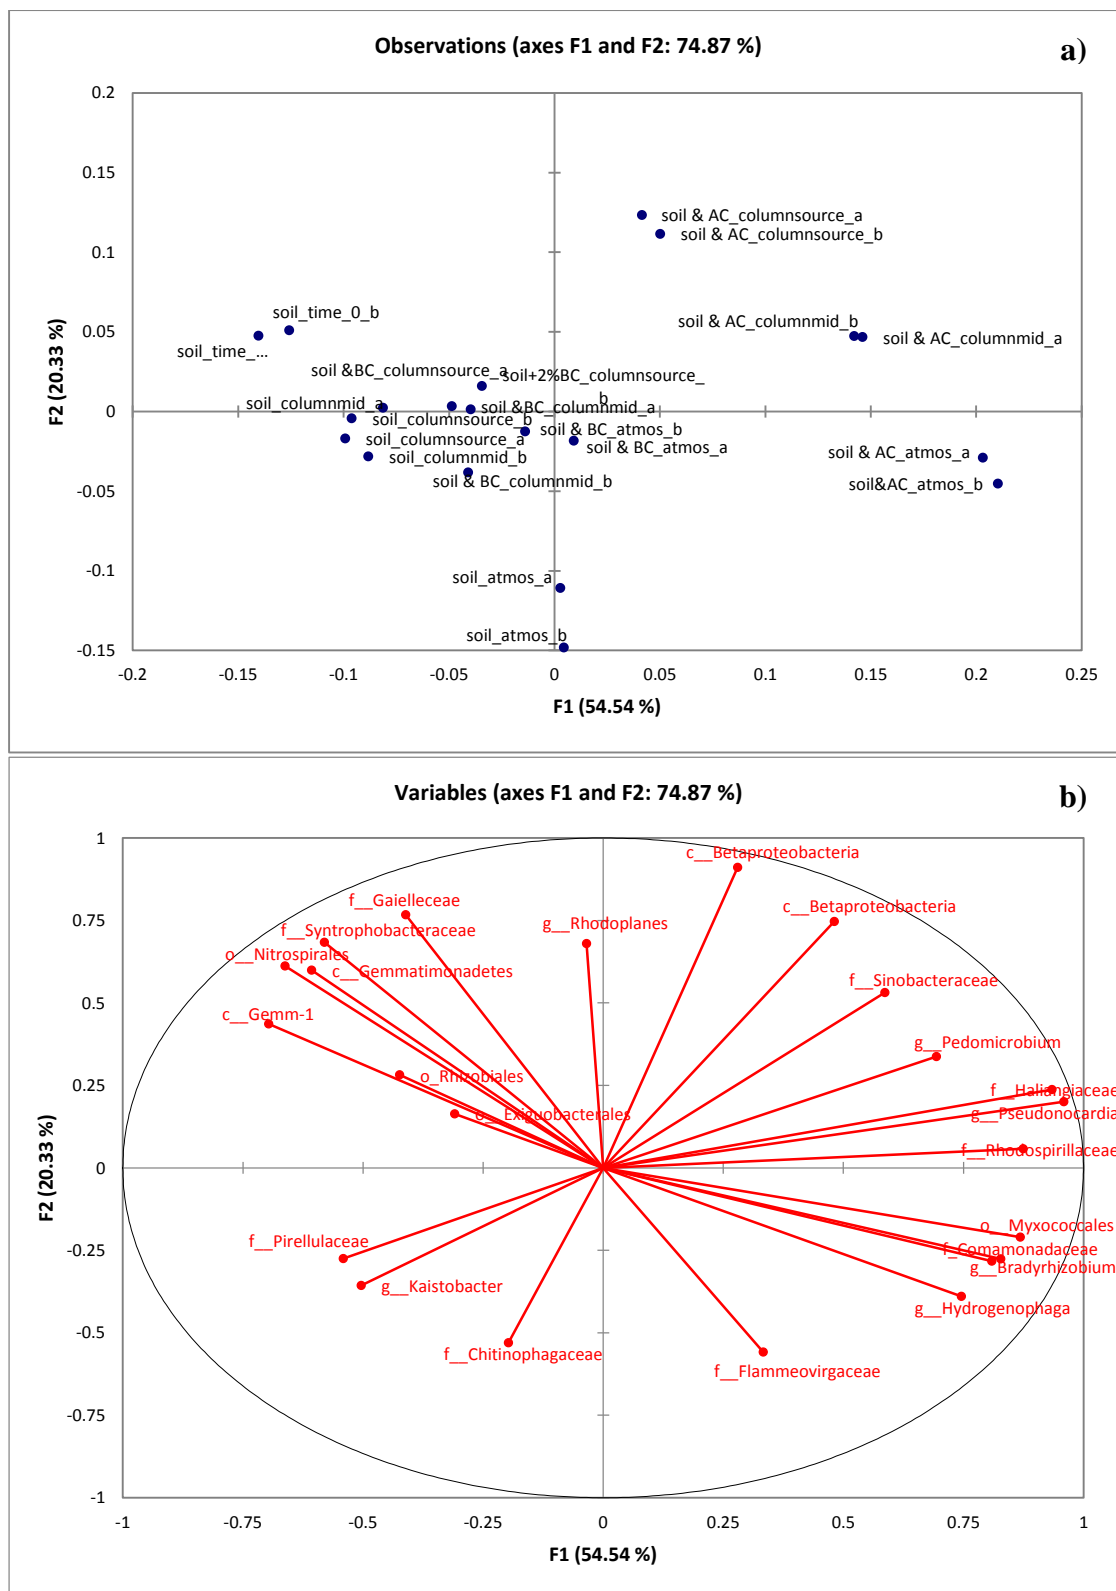 Observations (axes F1 and F2: 74.87 %)
a)
0.2
0.15
soil & AC_columnsource_a
soil & AC_columnsource_b
0.1
soil_time_0_b
0.05
soil & AC_columnmid_b
soil & AC_columnmid_a
soil_time_...
soil &BC_columnsource_a
soil+2%BC_columnsource_
b
soil_columnmid_a
soil &BC_columnmid_a
0
soil_columnsource_b
soil & BC_atmos_b
soil_columnsource_a
soil & BC_atmos_a
soil & AC_atmos_a
soil_columnmid_b
soil & BC_columnmid_b
soil&AC_atmos_b
-0.05
-0.1
soil_atmos_a
soil_atmos_b
-0.15
-0.2
-0.15
-0.1
-0.05
0
0.05
0.1
0.15
0.2
0.25
F2 (20.33 %)
F1 (54.54 %)
Variables (axes F1 and F2: 74.87 %)
b)
1
c__Betaproteobacteria
f__Gaielleceae
c__Betaproteobacteria
0.75
g__Rhodoplanes
f__Syntrophobacteraceae
o__Nitrospirales
c__Gemmatimonadetes
f__Sinobacteraceae
0.5
c__Gemm-1
g__Pedomicrobium
0.25
o_Rhizobiales
f__Haliangiaceae
o__Exiguobacterales
g__Pseudonocardia
f__Rhodospirillaceae
0
o__Myxococcales
f__Pirellulaceae
f_Comamonadaceae
-0.25
g__Bradyrhizobium
g__Kaistobacter
g__Hydrogenophaga
-0.5
f__Chitinophagaceae
f__Flammeovirgaceae
-0.75
-1
-1
-0.75
-0.5
-0.25
0
0.25
0.5
0.75
1
F2 (20.33 %)
F1 (54.54 %)